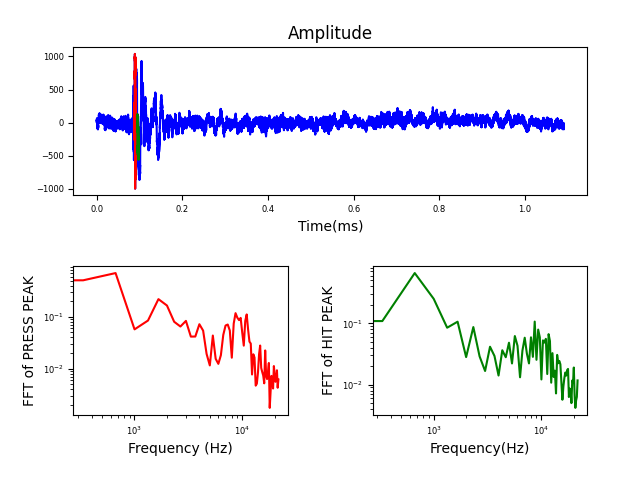 Amplitude
1000
500
0
−500
−1000
0.0 0.2 0.4 0.6 0.8 1.0
Time(ms)
FFT of PRESS PEAK
10⁻¹
10⁻²
10³ 10⁴
Frequency (Hz)
FFT of HIT PEAK
10⁻¹
10⁻²
10³ 10⁴
Frequency(Hz)